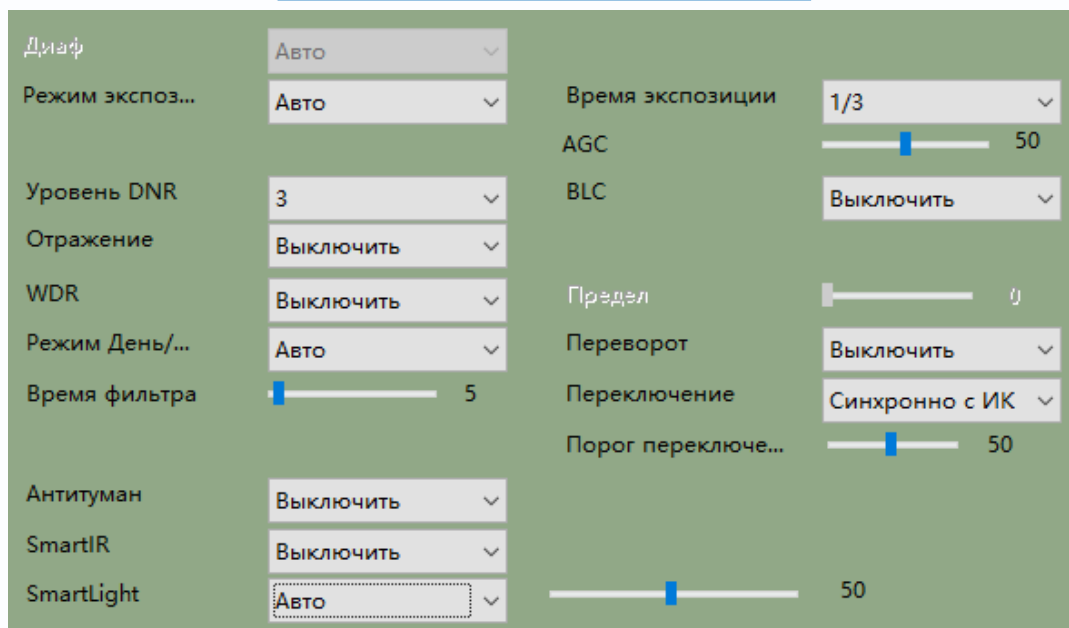 Диаф Авто
Режим экспоз... Авто Время экспозиции 1/3
AGC 50
Уровень DNR 3 BLC Выключить
Отражение Выключить
WDR Выключить Предел 0
Режим День/... Авто Переворот Выключить
Время фильтра 5 Переключение Синхронно с ИК
Порог переключе... 50
Антитуман Выключить
SmartIR Выключить
SmartLight Авто 50